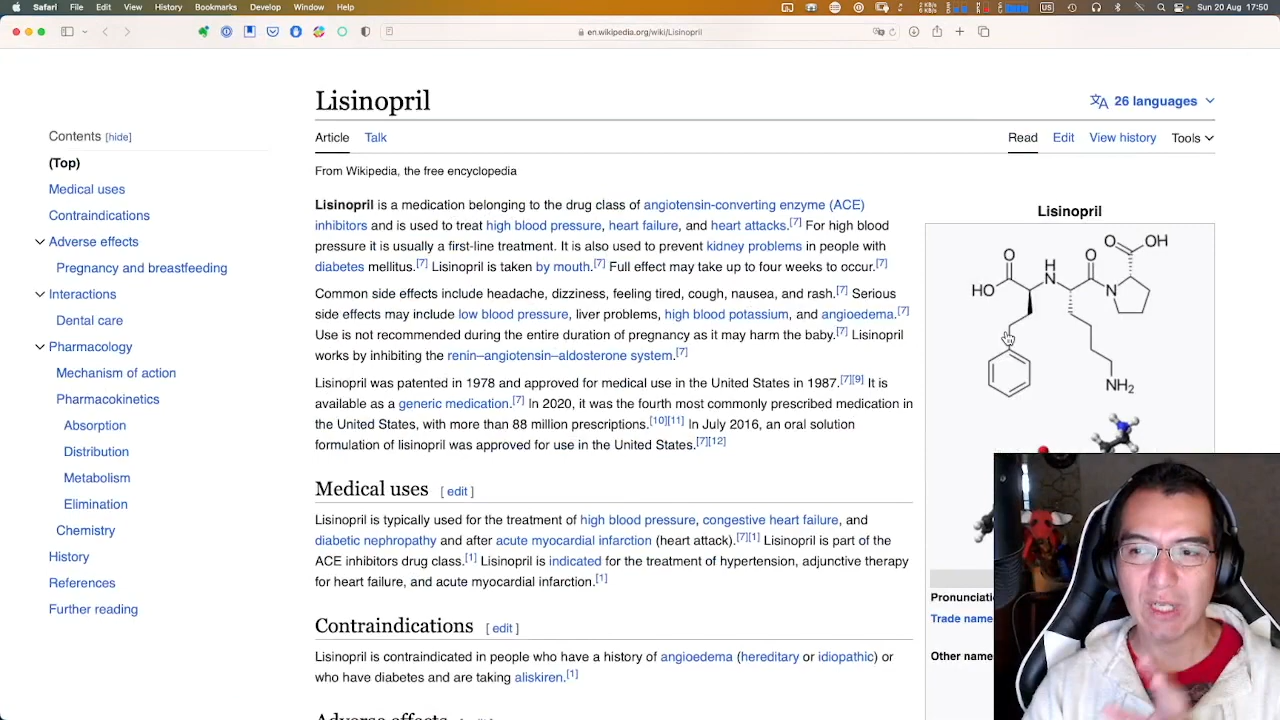 Safari File Edit View History Bookmarks Develop Window Help
US
Sun 20 Aug 17:50
en.wikipedia.org/wiki/Lisinopril
Lisinopril
26 languages
Article Talk
Read Edit View history Tools
From Wikipedia, the free encyclopedia
Contents [hide]
(Top)
Medical uses
Contraindications
Adverse effects
Pregnancy and breastfeeding
Interactions
Dental care
Pharmacology
Mechanism of action
Pharmacokinetics
Absorption
Distribution
Metabolism
Elimination
Chemistry
History
References
Further reading
Lisinopril is a medication belonging to the drug class of angiotensin-converting enzyme (ACE)
inhibitors and is used to treat high blood pressure, heart failure, and heart attacks.[7] For high blood
pressure it is usually a first-line treatment. It is also used to prevent kidney problems in people with
diabetes mellitus.[7] Lisinopril is taken by mouth.[7] Full effect may take up to four weeks to occur.[7]
Common side effects include headache, dizziness, feeling tired, cough, nausea, and rash.[7] Serious
side effects may include low blood pressure, liver problems, high blood potassium, and angioedema.[7]
Use is not recommended during the entire duration of pregnancy as it may harm the baby.[7] Lisinopril
works by inhibiting the renin–angiotensin–aldosterone system.[7]
Lisinopril was patented in 1978 and approved for medical use in the United States in 1987.[7][9] It is
available as a generic medication.[7] In 2020, it was the fourth most commonly prescribed medication in
the United States, with more than 88 million prescriptions.[10][11] In July 2016, an oral solution
formulation of lisinopril was approved for use in the United States.[7][12]
Medical uses [ edit ]
Lisinopril is typically used for the treatment of high blood pressure, congestive heart failure, and
diabetic nephropathy and after acute myocardial infarction (heart attack).[7][1] Lisinopril is part of the
ACE inhibitors drug class.[1] Lisinopril is indicated for the treatment of hypertension, adjunctive therapy
for heart failure, and acute myocardial infarction.[1]
Contraindications [ edit ]
Lisinopril is contraindicated in people who have a history of angioedema (hereditary or idiopathic) or
who have diabetes and are taking aliskiren.[1]
Adverse effects
Lisinopril
O O O OH
H
HO N N
NH2
Pronunciati
Trade name
Other name